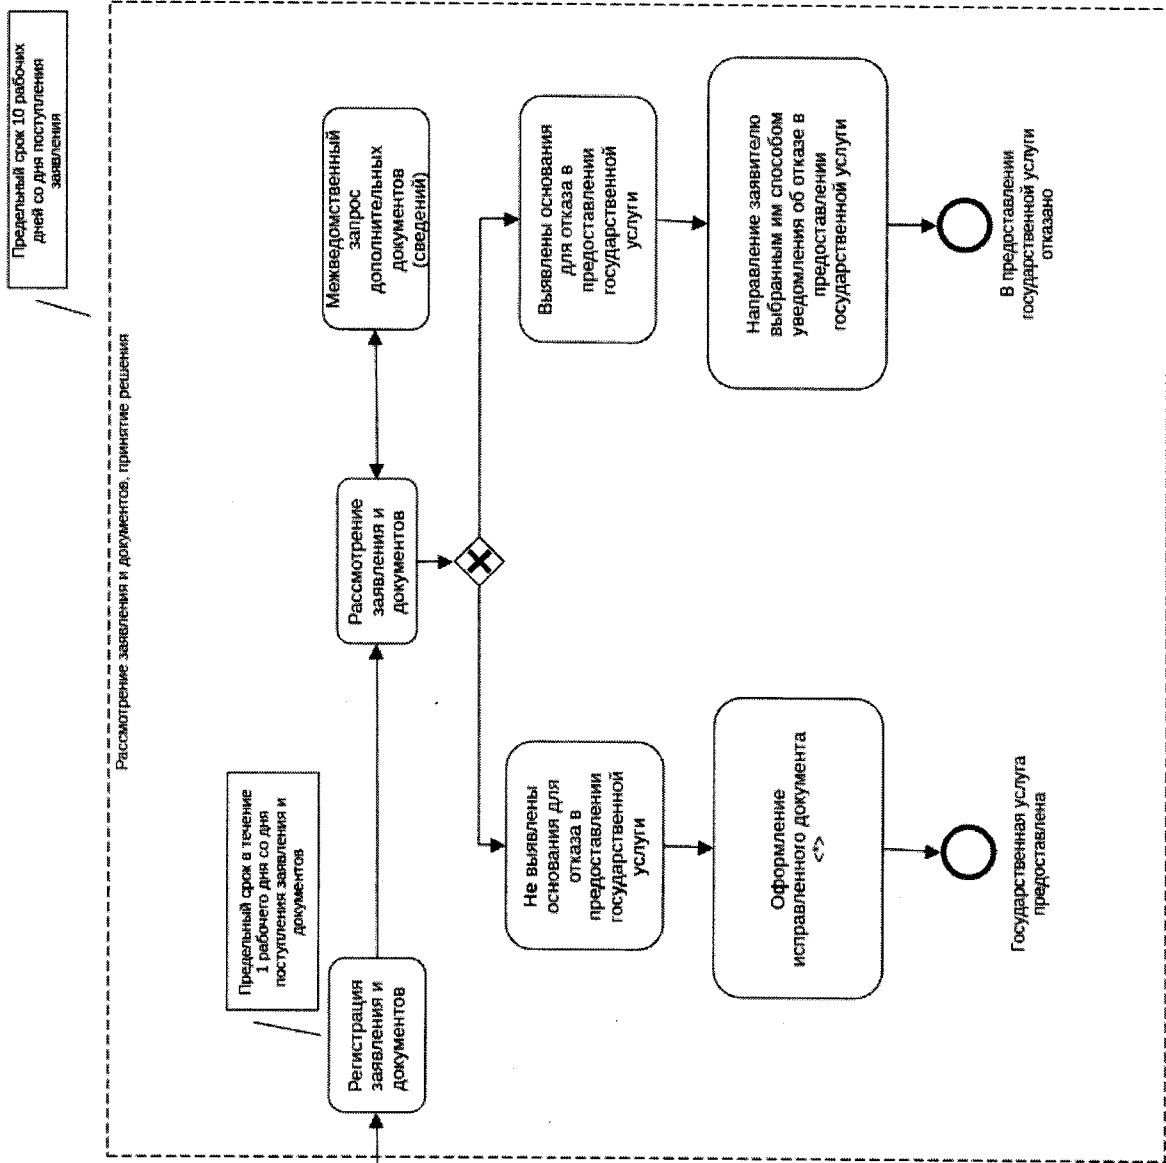 Предельный срок 10 рабочих
дней со дня поступления
заявления
Рассмотрение заявления и документов, принятие решения
Предельный срок в течение
1 рабочего дня со дня
поступления заявления и
документов
Регистрация
заявления и
документов
Рассмотрение
заявления и
документов
Межведомственный
запрос
дополнительных
документов
(сведений)
Не выявлены
основания для
отказа в
предоставлении
государственной
услуги
Выявлены основания
для отказа в
предоставлении
государственной
услуги
Оформление
исправленного документа
<*>
Направление заявителю
выбранным им способом
уведомления об отказе в
предоставлении
государственной услуги
Государственная услуга
предоставлена
В предоставлении
государственной услуги
отказано